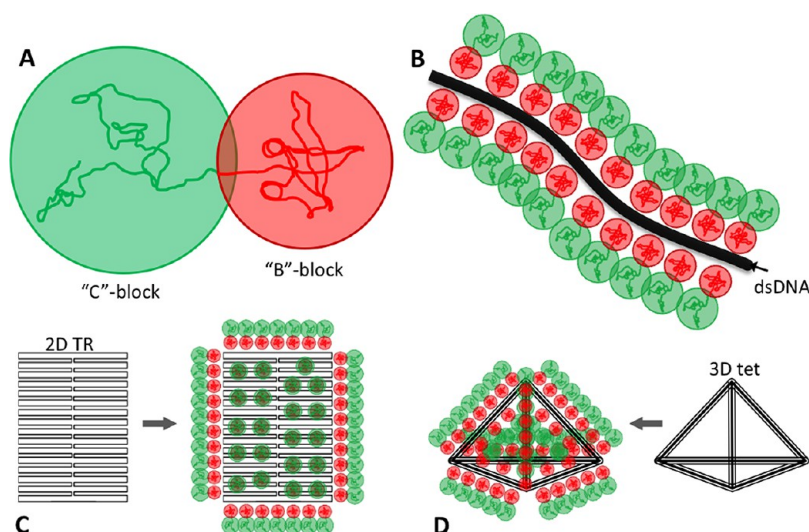 A
B
"C"-block
"B"-block
dsDNA
2D TR
3D tet
C
D